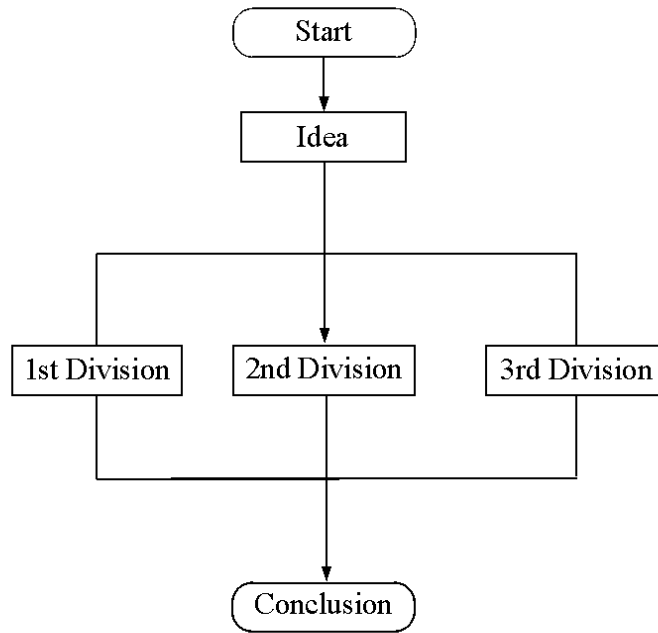 Start
Idea
1st Division
2nd Division
3rd Division
Conclusion